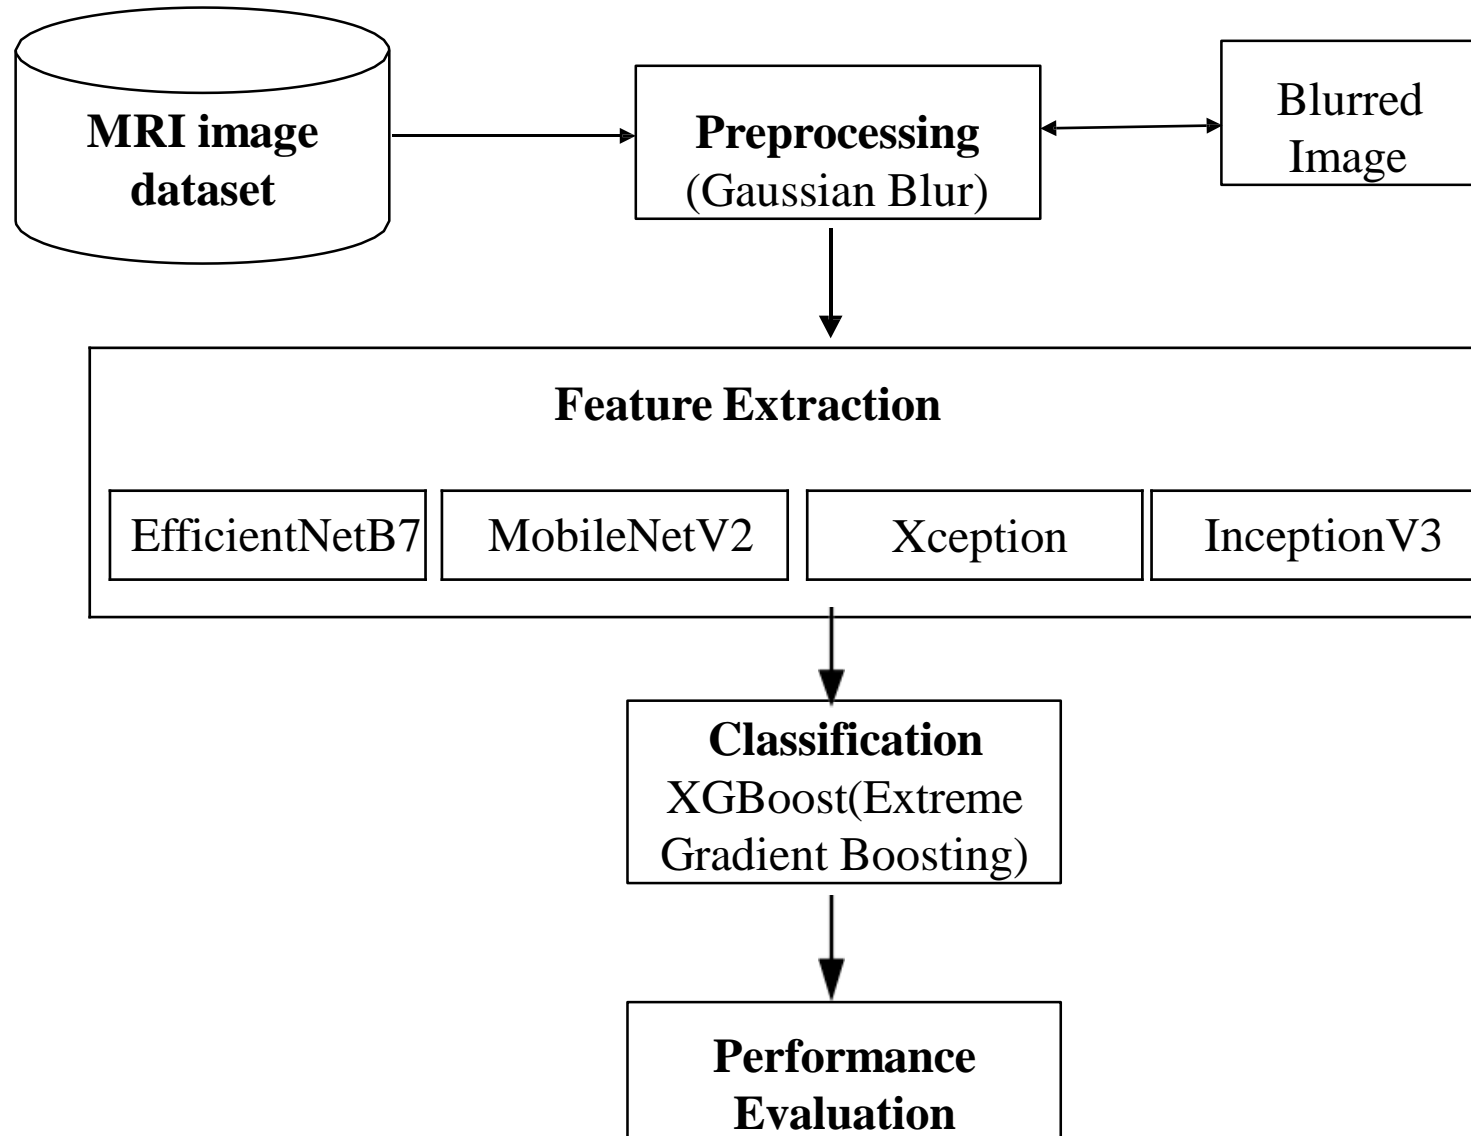 MRI image
dataset
Preprocessing
(Gaussian Blur)
Blurred
Image
Feature Extraction
EfficientNetB7
MobileNetV2
Xception
InceptionV3
Classification
XGBoost(Extreme
Gradient Boosting)
Performance
Evaluation